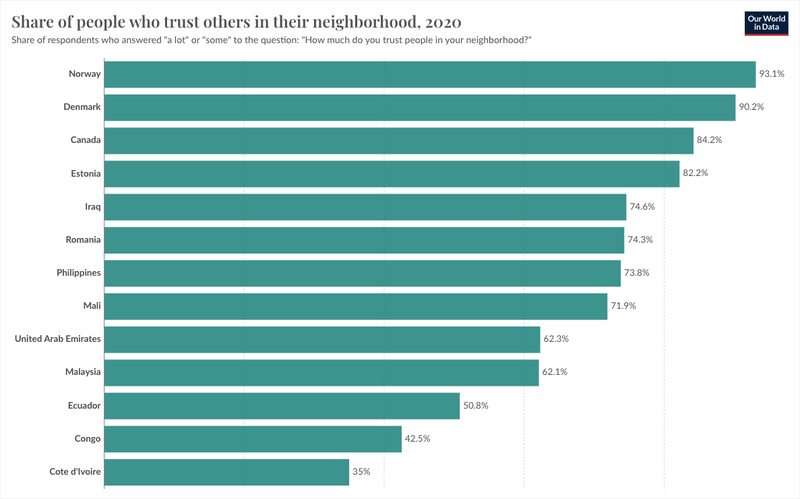 Share of people who trust others in their neighborhood, 2020
Our World
in Data
Share of respondents who answered "a lot" or "some" to the question: "How much do you trust people in your neighborhood?"
Norway 93.1%
Denmark 90.2%
Canada 84.2%
Estonia 82.2%
Iraq 74.6%
Romania 74.3%
Philippines 73.8%
Mali 71.9%
United Arab Emirates 62.3%
Malaysia 62.1%
Ecuador 50.8%
Congo 42.5%
Cote d'Ivoire 35%